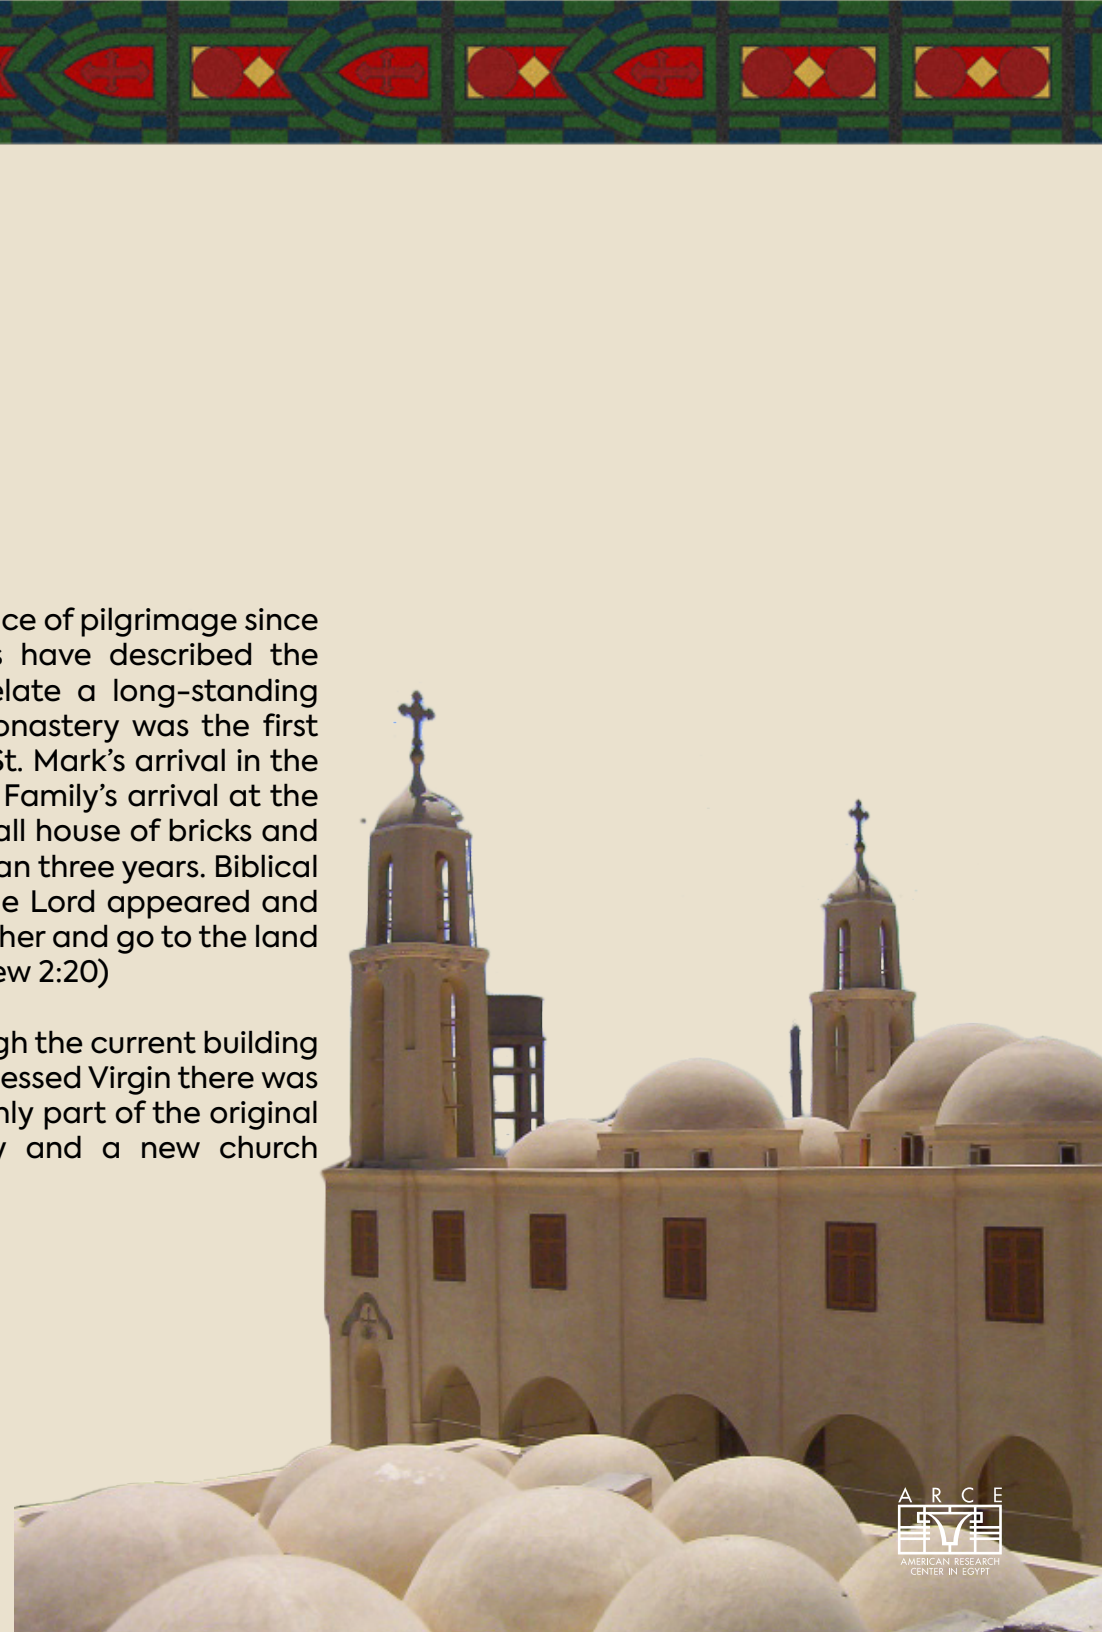 ce of pilgrimage since
s have described the
elate a long-standing
onastery was the first
St. Mark's arrival in the
Family's arrival at the
all house of bricks and
an three years. Biblical
e Lord appeared and
her and go to the land
ew 2:20)
gh the current building
essed Virgin there was
nly part of the original
y and a new church
A R C E
AMERICAN RESEARCH
CENTER IN EGYPT